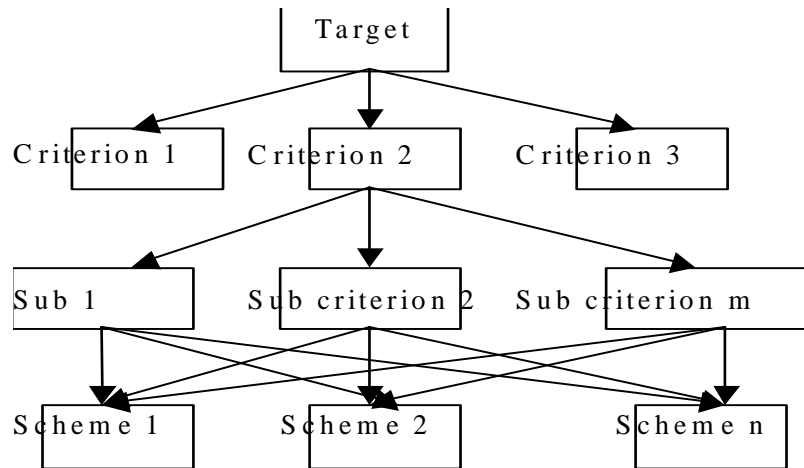 Target
Criterion 1 Criterion 2 Criterion 3
Sub 1 Sub criterion 2 Sub criterion m
Scheme 1 Scheme 2 Scheme n